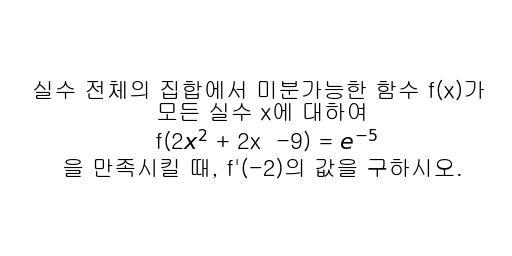 실수 전체의 집합에서 미분가능한 함수 f(x)가
모든 실수 x에 대하여
f(2x² + 2x −9) = e⁻⁵
을 만족시킬 때, f'(−2)의 값을 구하시오.